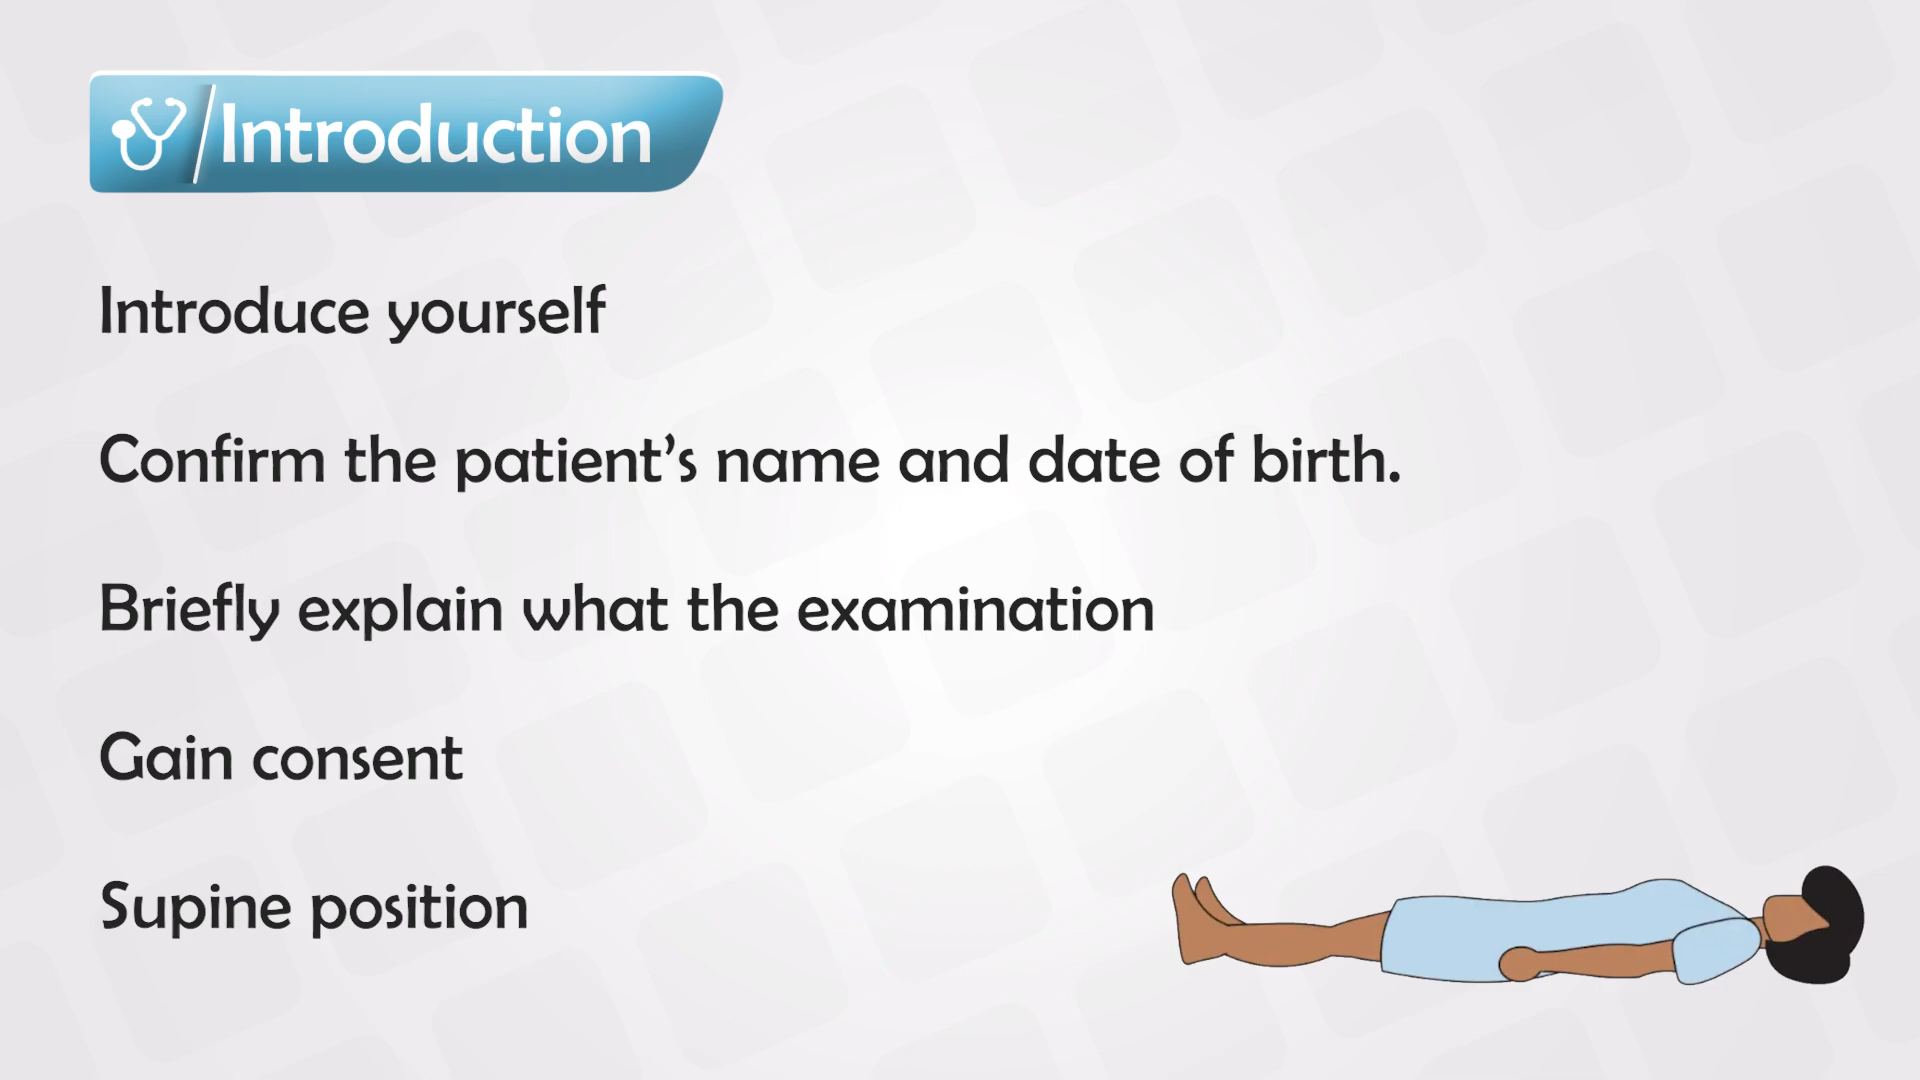 Introduction
Introduce yourself
Confirm the patient’s name and date of birth.
Briefly explain what the examination
Gain consent
Supine position